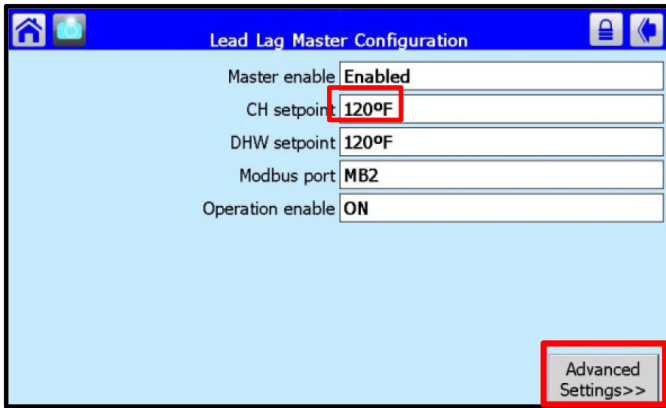 Lead Lag Master Configuration
Master enable Enabled
CH setpoint 120ºF
DHW setpoint 120ºF
Modbus port MB2
Operation enable ON
Advanced
Settings>>